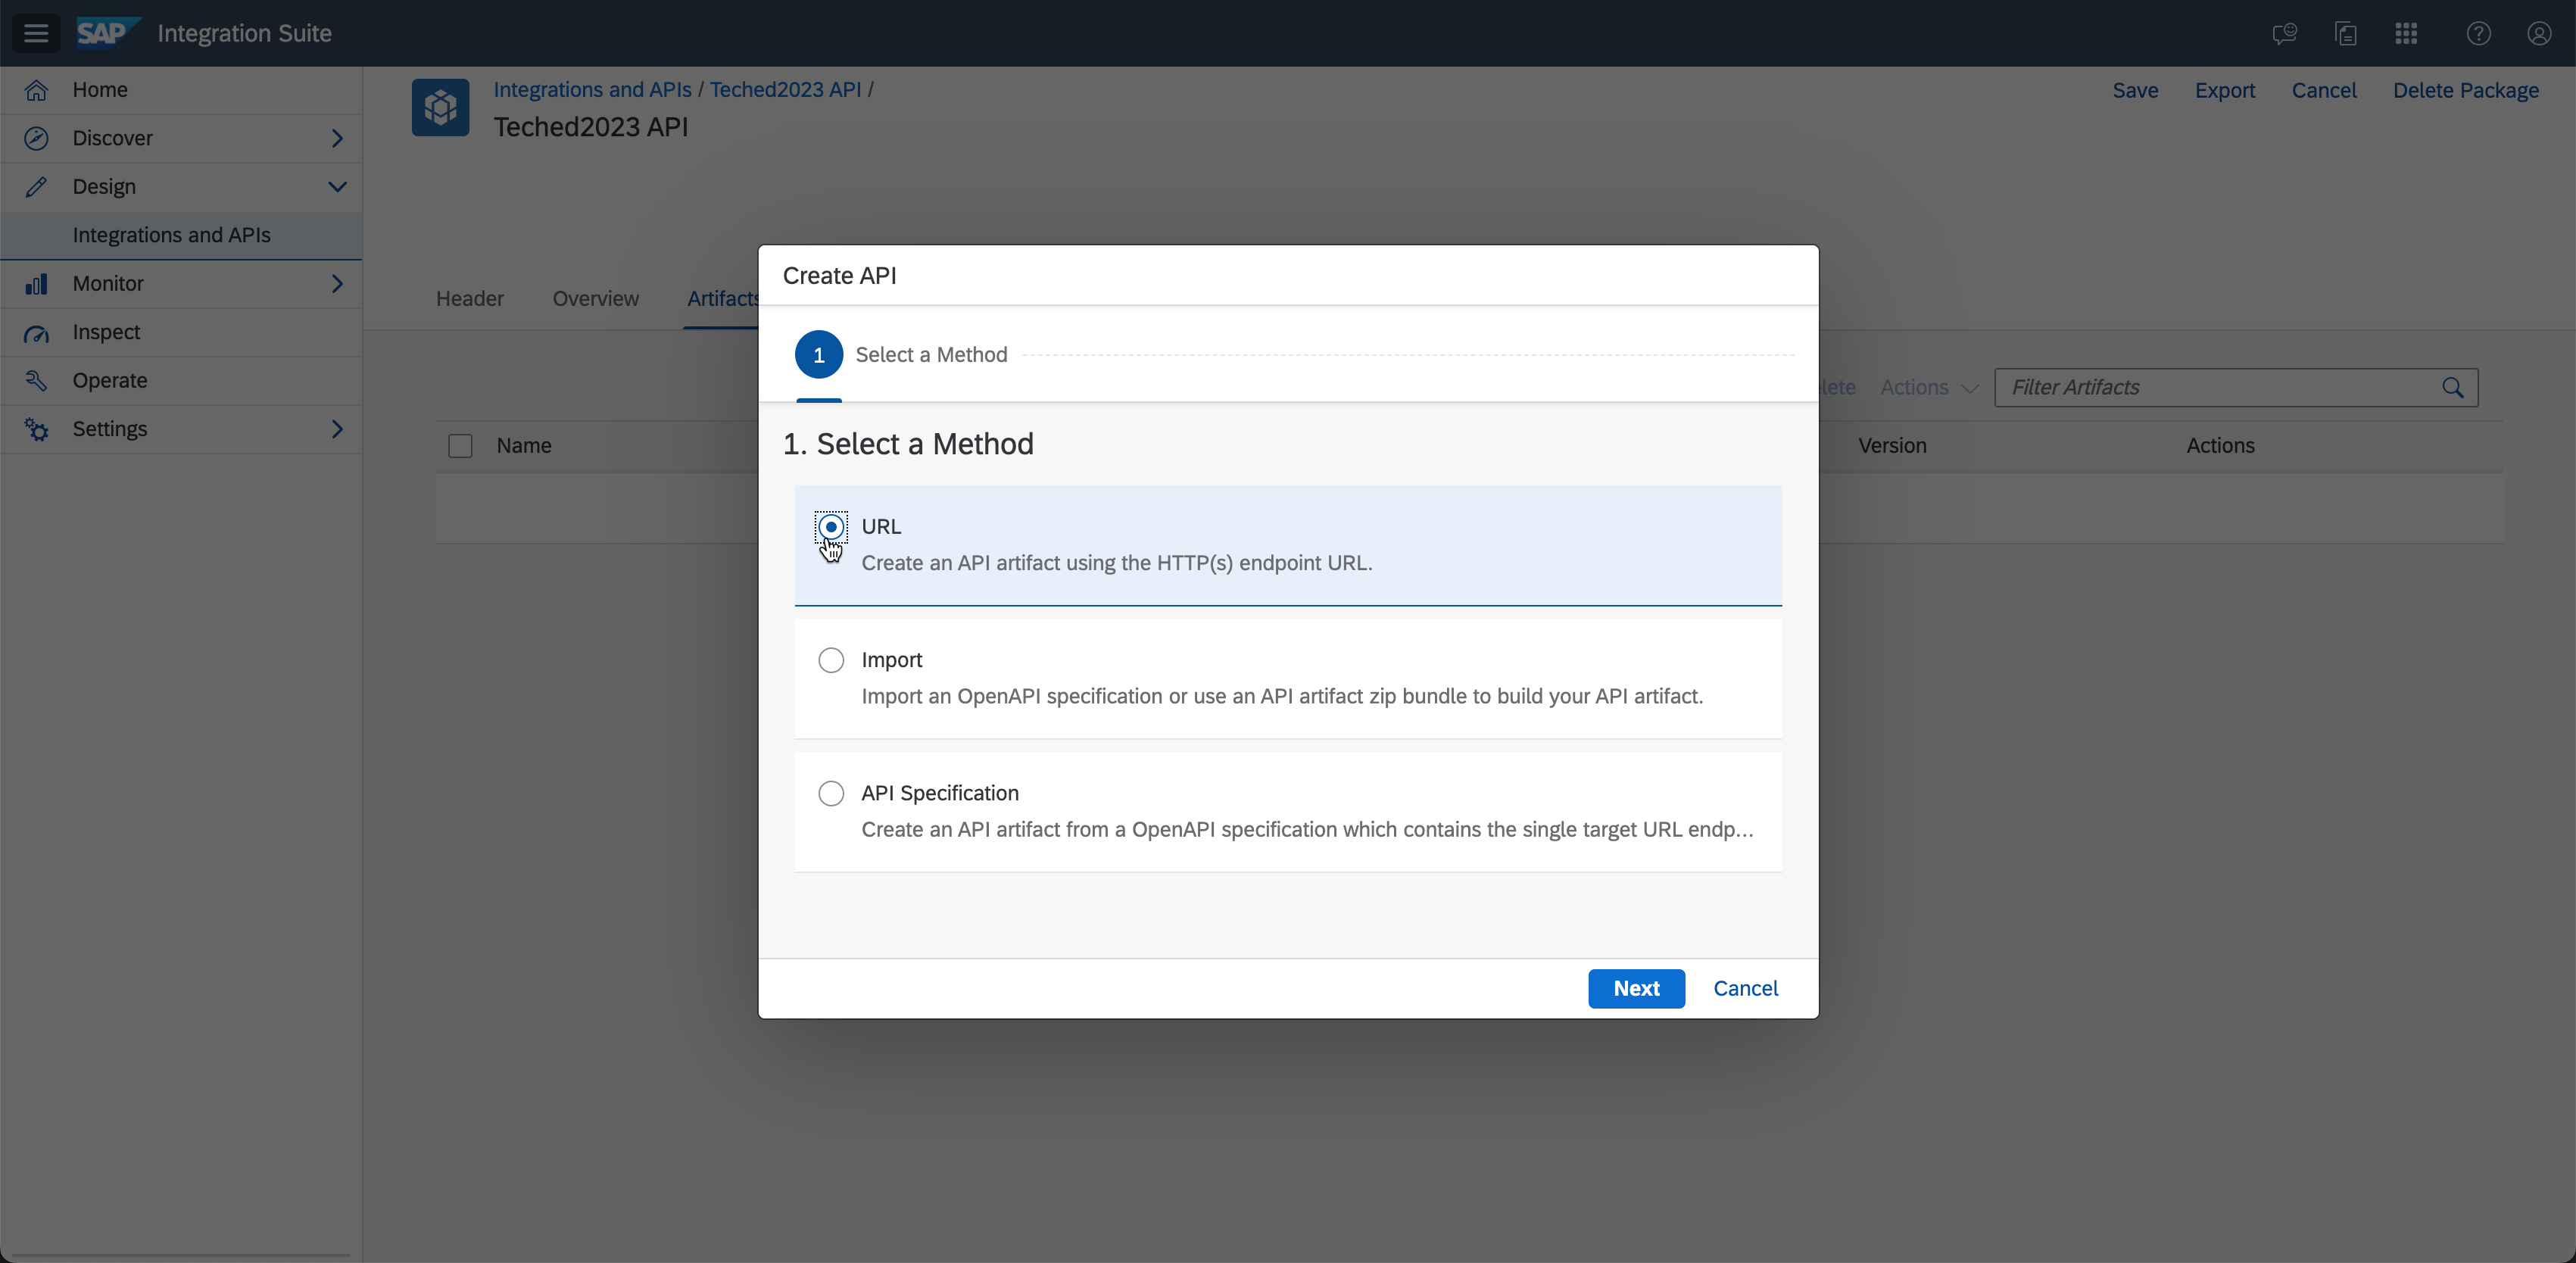 SAP Integration Suite
Home
Discover
Design
Integrations and APIs
Monitor
Inspect
Operate
Settings
Integrations and APIs / Teched2023 API /
Teched2023 API
Save Export Cancel Delete Package
Header Overview Artifacts
Actions Filter Artifacts
Name Version Actions
Create API
1 Select a Method
1. Select a Method
URL
Create an API artifact using the HTTP(s) endpoint URL.
Import
Import an OpenAPI specification or use an API artifact zip bundle to build your API artifact.
API Specification
Create an API artifact from a OpenAPI specification which contains the single target URL endp...
Next Cancel